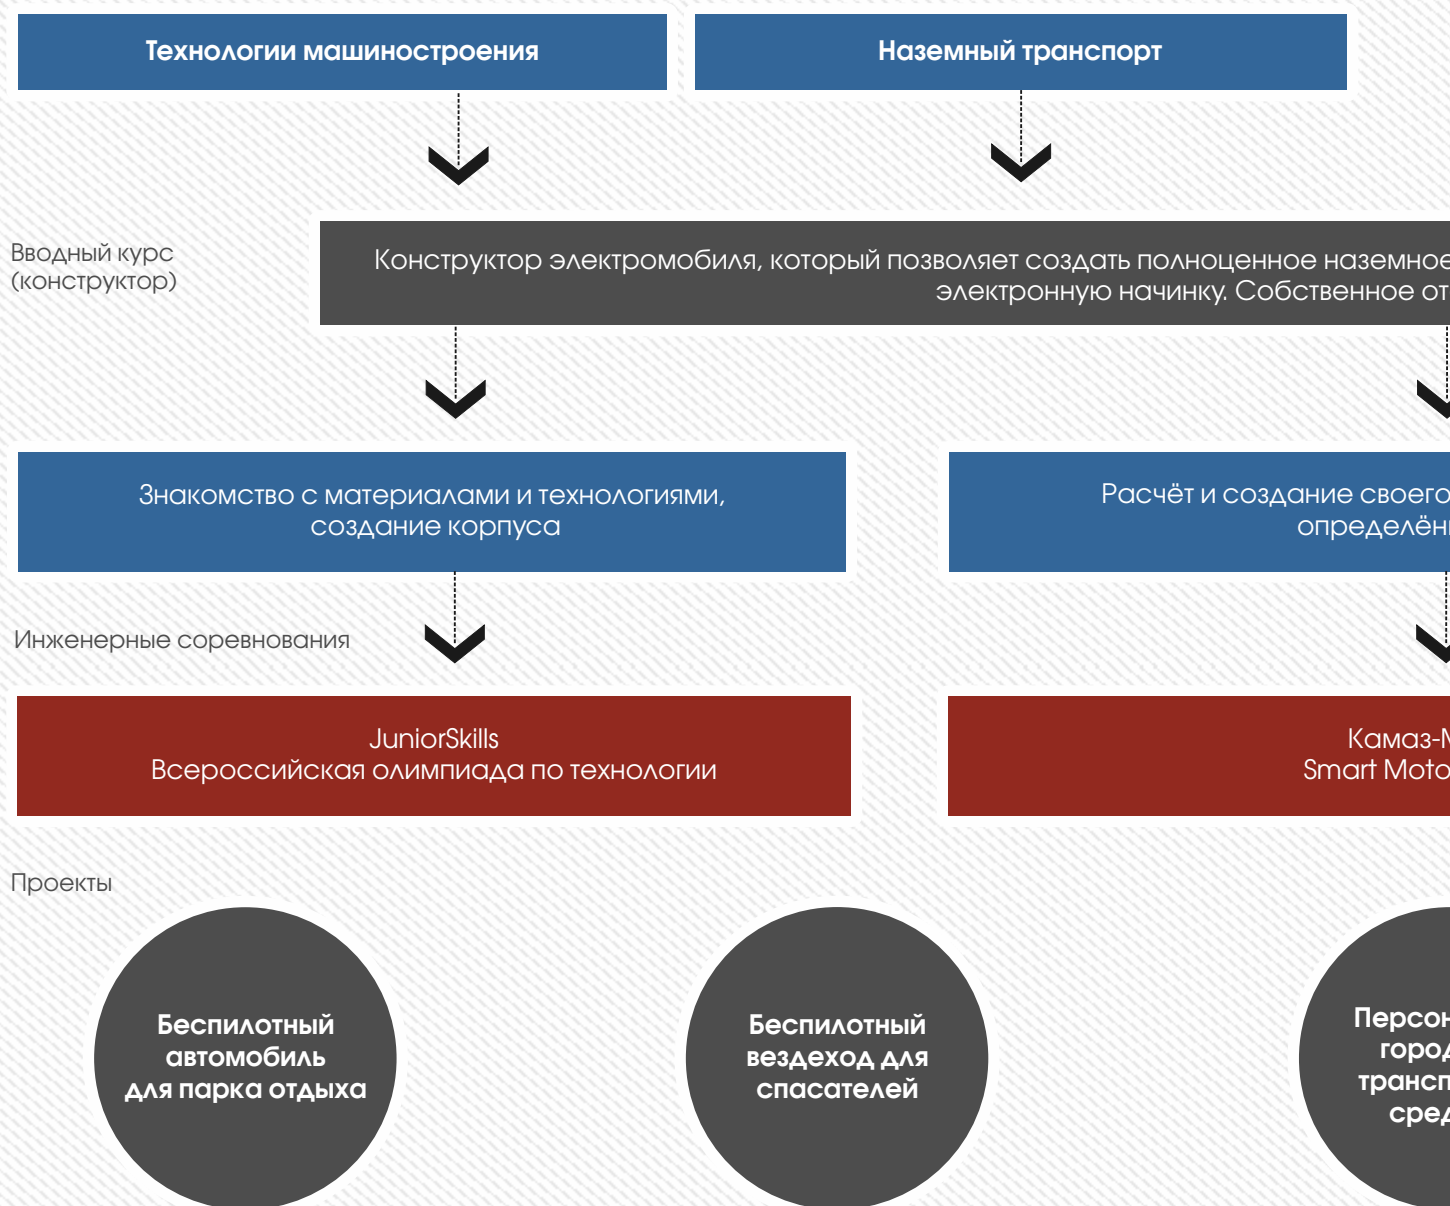 Технологии машиностроения
Наземный транспорт
Вводный курс
(конструктор)
Конструктор электромобиля, который позволяет создать полноценное наземное
электронную начинку. Собственное от
Знакомство с материалами и технологиями,
создание корпуса
Расчёт и создание своего
определён
Инженерные соревнования
JuniorSkills
Всероссийская олимпиада по технологии
Камаз-
Smart Moto
Проекты
Беспилотный
автомобиль
для парка отдыха
Беспилотный
вездеход для
спасателей
Персон
город
трансп
сред